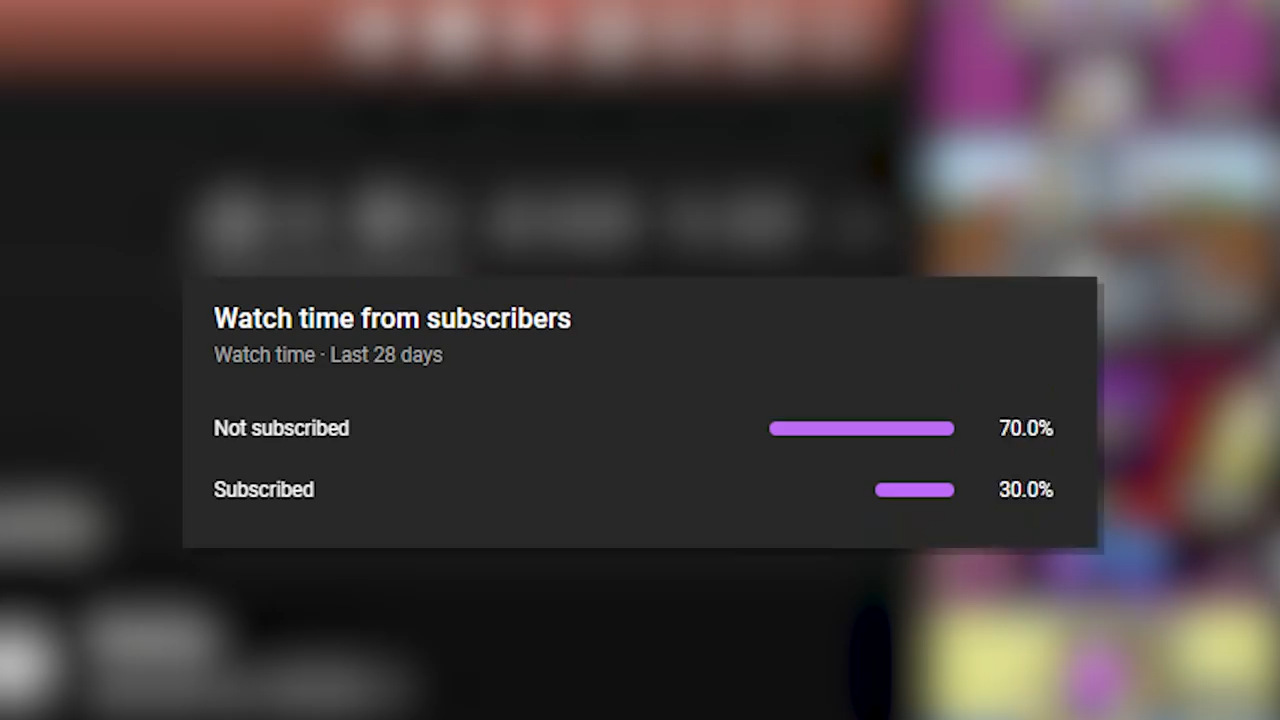 Watch time from subscribers
Watch time · Last 28 days
Not subscribed 70.0%
Subscribed 30.0%